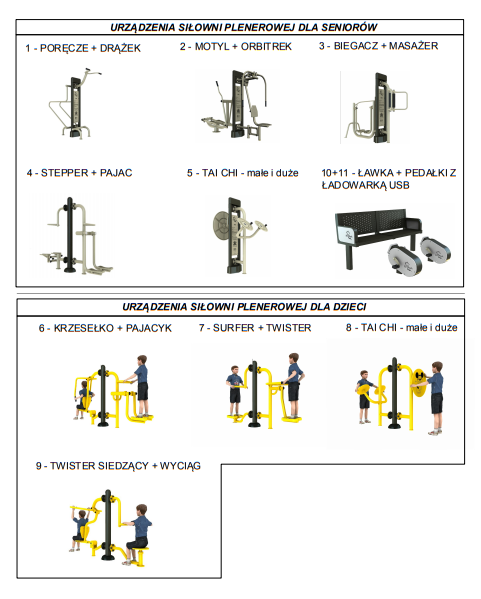 URZĄDZENIA SIŁOWNI PLENEROWEJ DLA SENIORÓW
1 - PORĘCZE + DRĄŻEK
2 - MOTYL + ORBITREK
3 - BIEGACZ + MASAŻER
4 - STEPPER + PAJAC
5 - TAI CHI - małe i duże
10+11 - ŁAWKA + PEDAŁKI Z
ŁADOWARKĄ USB
URZĄDZENIA SIŁOWNI PLENEROWEJ DLA DZIECI
6 - KRZESEŁKO + PAJACYK
7 - SURFER + TWISTER
8 - TAI CHI - małe i duże
9 - TWISTER SIEDZĄCY + WYCIĄG